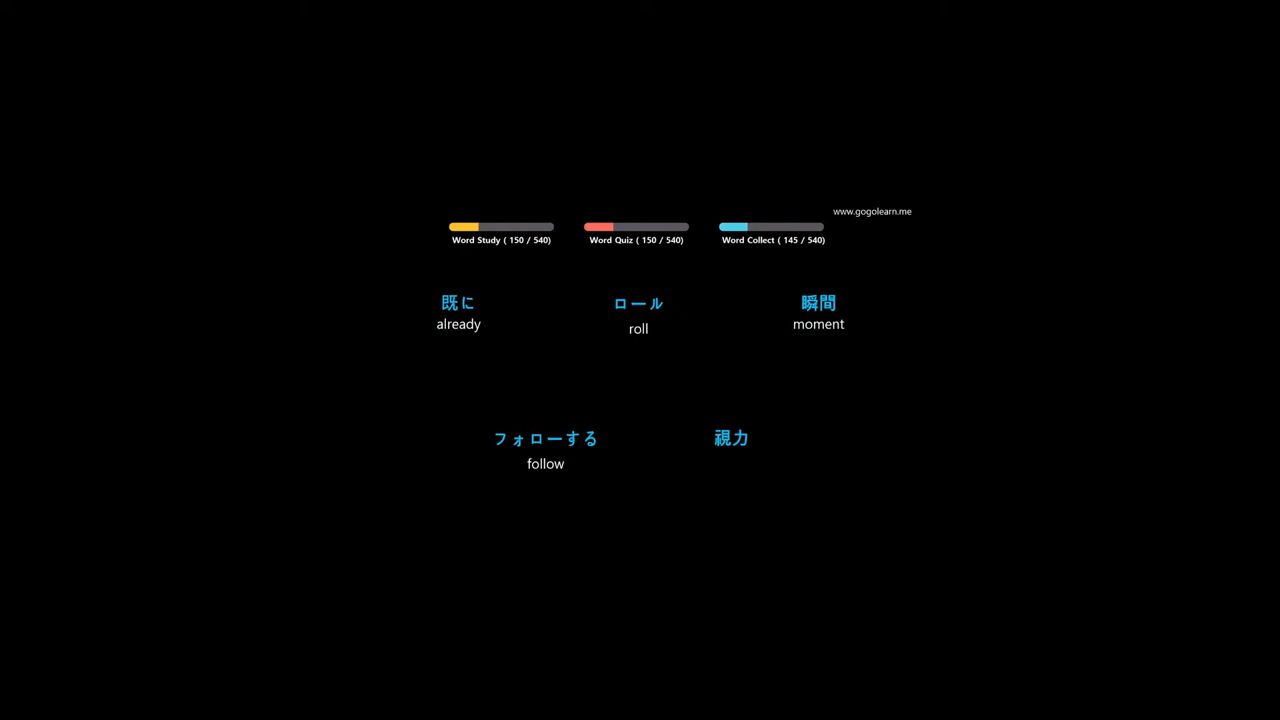 www.gogolearn.me
Word Study ( 150 / 540)
Word Quiz ( 150 / 540)
Word Collect ( 145 / 540)
既に
already
ロール
roll
瞬間
moment
フォローする
follow
視力